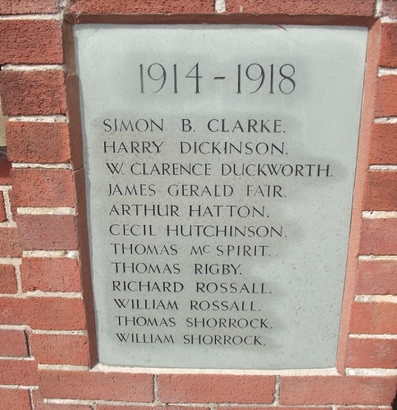 1914 - 1918
SIMON B. CLARKE.
HARRY DICKINSON.
W. CLARENCE DUCKWORTH.
JAMES GERALD FAIR.
ARTHUR HATTON.
CECIL HUTCHINSON.
THOMAS McSPIRIT.
THOMAS RIGBY.
RICHARD ROSSALL.
WILLIAM ROSSALL.
THOMAS SHORROCK.
WILLIAM SHORROCK.